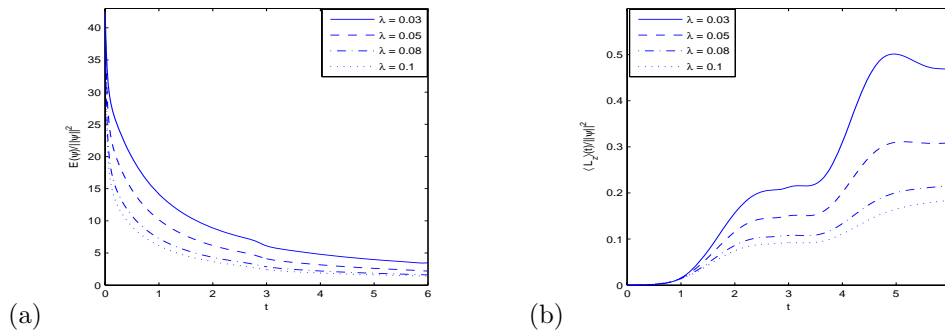 40
35
30
25
20
15
10
5
0
E(ψ)/||ψ||²
0 1 2 3 4 5 6
t
λ = 0.03
λ = 0.05
λ = 0.08
λ = 0.1
(a)
0.5
0.4
0.3
0.2
0.1
0
⟨L_z⟩(t)/||ψ||²
0 1 2 3 4 5 6
t
λ = 0.03
λ = 0.05
λ = 0.08
λ = 0.1
(b)